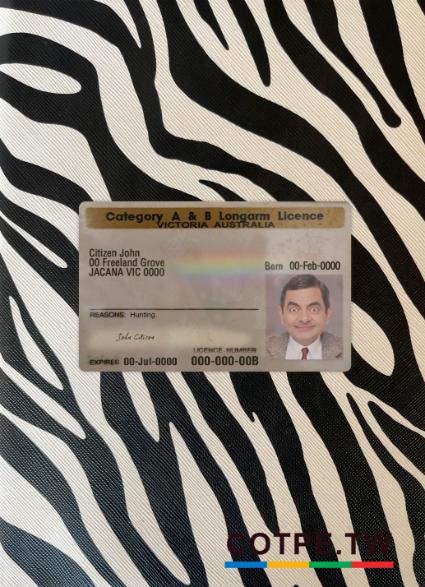 Category A & B Longarm Licence
VICTORIA AUSTRALIA
Citizen John
00 Freeland Grove
JACANA VIC 0000
Born 00-Feb-0000
REASONS: Hunting.
John Citizen
LICENCE NUMBER
EXPIRES 00-Jul-0000 000-000-00B
GOTPE.TW